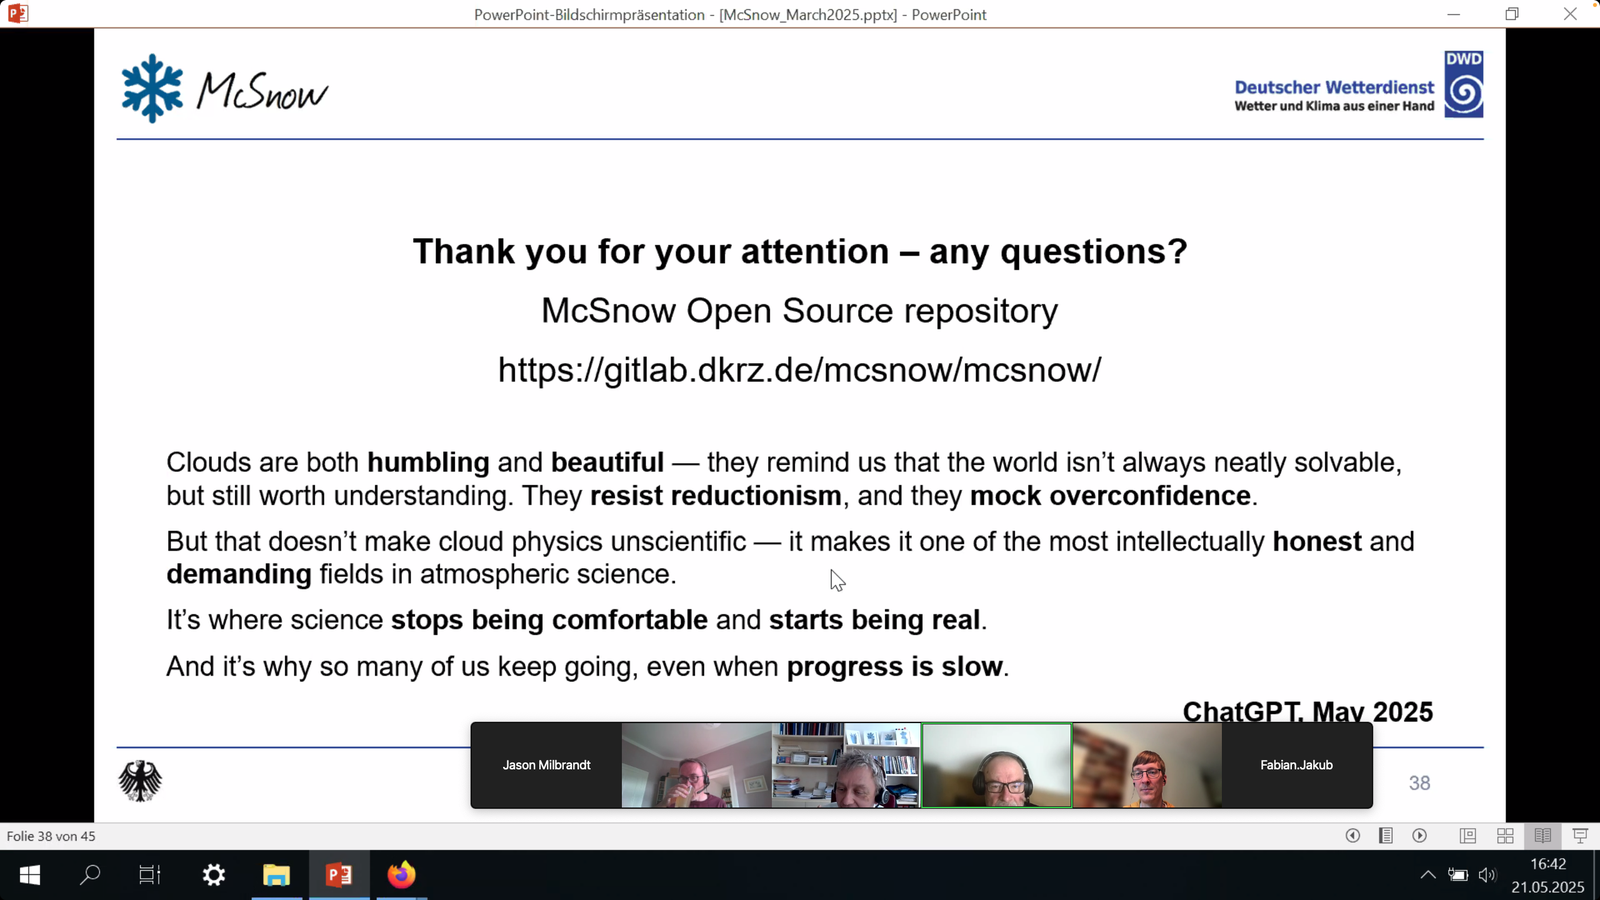 PowerPoint-Bildschirmpräsentation - [McSnow_March2025.pptx] - PowerPoint
McSnow
DWD
Deutscher Wetterdienst
Wetter und Klima aus einer Hand
Thank you for your attention – any questions?
McSnow Open Source repository
https://gitlab.dkrz.de/mcsnow/mcsnow/
Clouds are both humbling and beautiful — they remind us that the world isn’t always neatly solvable,
but still worth understanding. They resist reductionism, and they mock overconfidence.
But that doesn’t make cloud physics unscientific — it makes it one of the most intellectually honest and
demanding fields in atmospheric science.
It’s where science stops being comfortable and starts being real.
And it’s why so many of us keep going, even when progress is slow.
ChatGPT, May 2025
Jason Milbrandt
Fabian.Jakub
38
Folie 38 von 45
16:42
21.05.2025